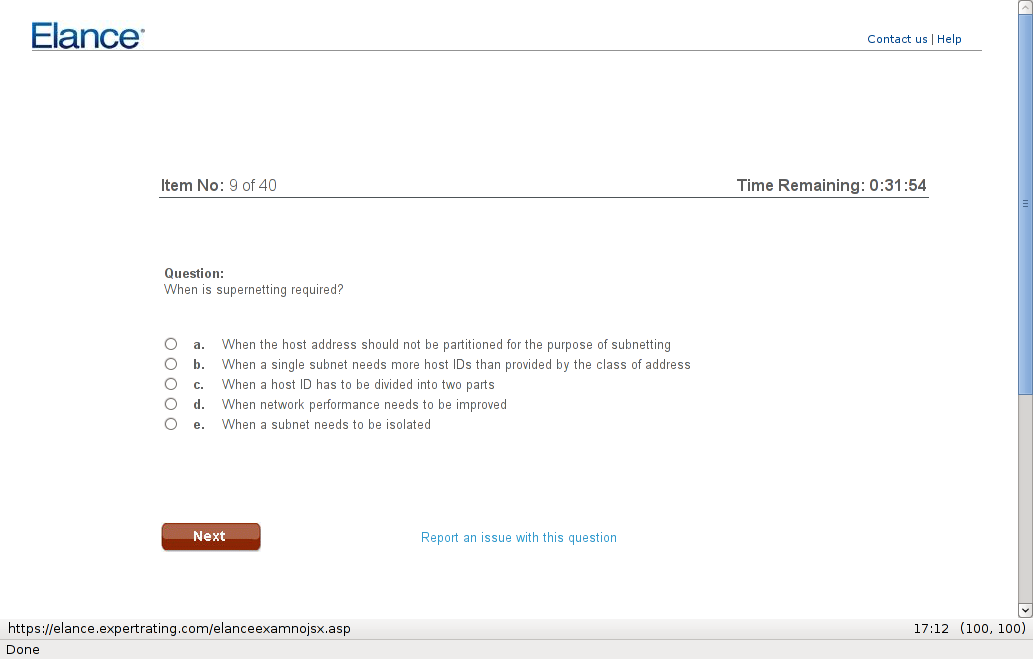 Elance
Contact us | Help
Item No: 9 of 40
Time Remaining: 0:31:54
Question:
When is supernetting required?
a. When the host address should not be partitioned for the purpose of subnetting
b. When a single subnet needs more host IDs than provided by the class of address
c. When a host ID has to be divided into two parts
d. When network performance needs to be improved
e. When a subnet needs to be isolated
Next
Report an issue with this question
https://elance.expertrating.com/elanceexamnojsx.asp
17:12 (100, 100)
Done